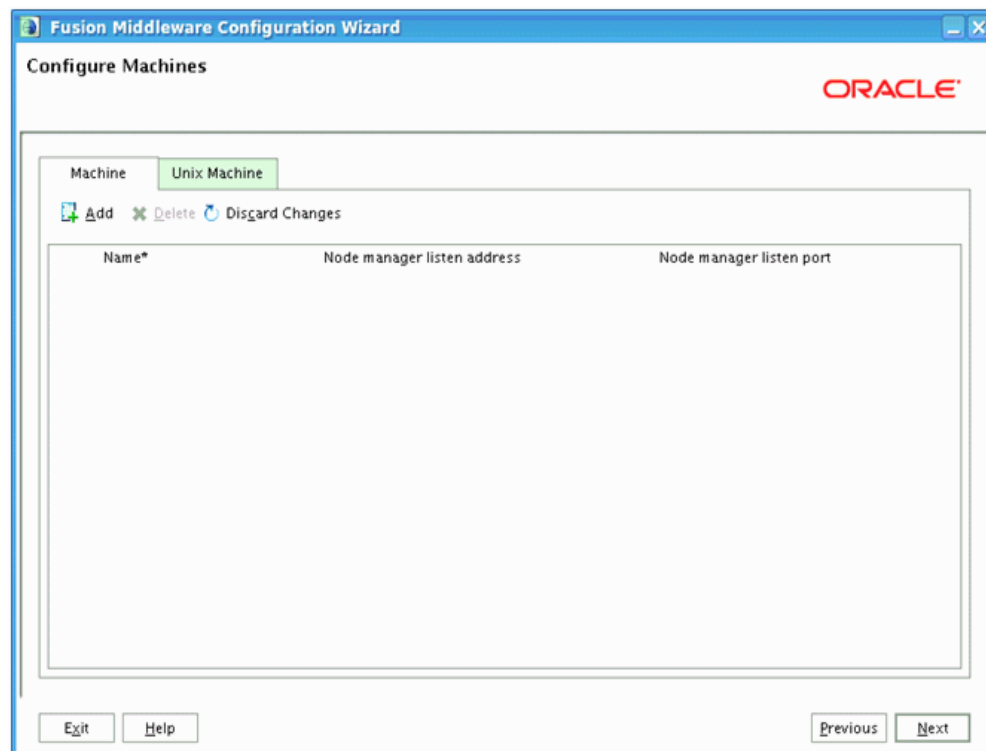 Fusion Middleware Configuration Wizard
Configure Machines
ORACLE
Machine Unix Machine
Add Delete Discard Changes
Name* Node manager listen address Node manager listen port
Exit Help Previous Next